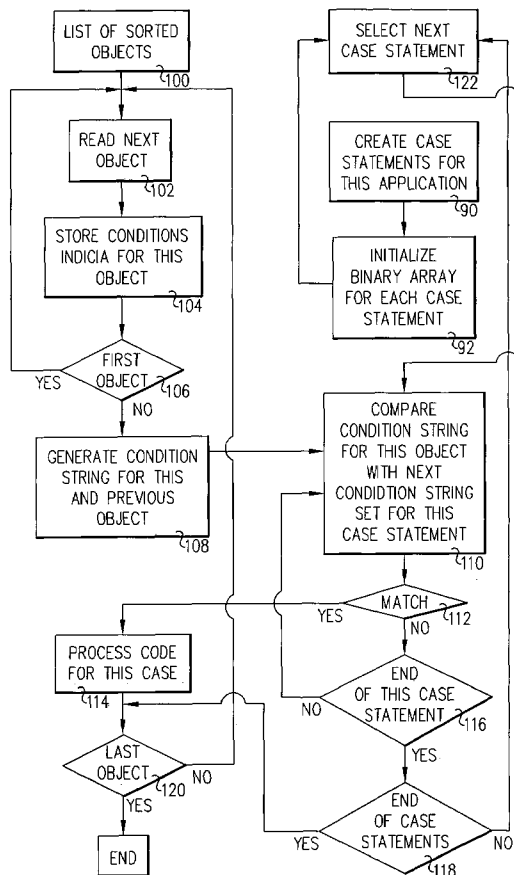 LIST OF SORTED
OBJECTS
100
READ NEXT
OBJECT
102
STORE CONDITIONS
INDICIA FOR THIS
OBJECT
104
FIRST
OBJECT
106
YES
NO
GENERATE CONDITION
STRING FOR THIS
AND PREVIOUS
OBJECT
108
SELECT NEXT
CASE STATEMENT
122
CREATE CASE
STATEMENTS FOR
THIS APPLICATION
90
INITIALIZE
BINARY ARRAY
FOR EACH CASE
STATEMENT
92
COMPARE
CONDITION STRING
FOR THIS OBJECT
WITH NEXT
CONDIDTION STRING
SET FOR THIS
CASE STATEMENT
110
MATCH
112
YES
NO
PROCESS CODE
FOR THIS CASE
114
END
OF THIS CASE
STATEMENT
116
NO
YES
LAST
OBJECT
120
NO
YES
END
END
OF CASE
STATEMENTS
118
YES
NO